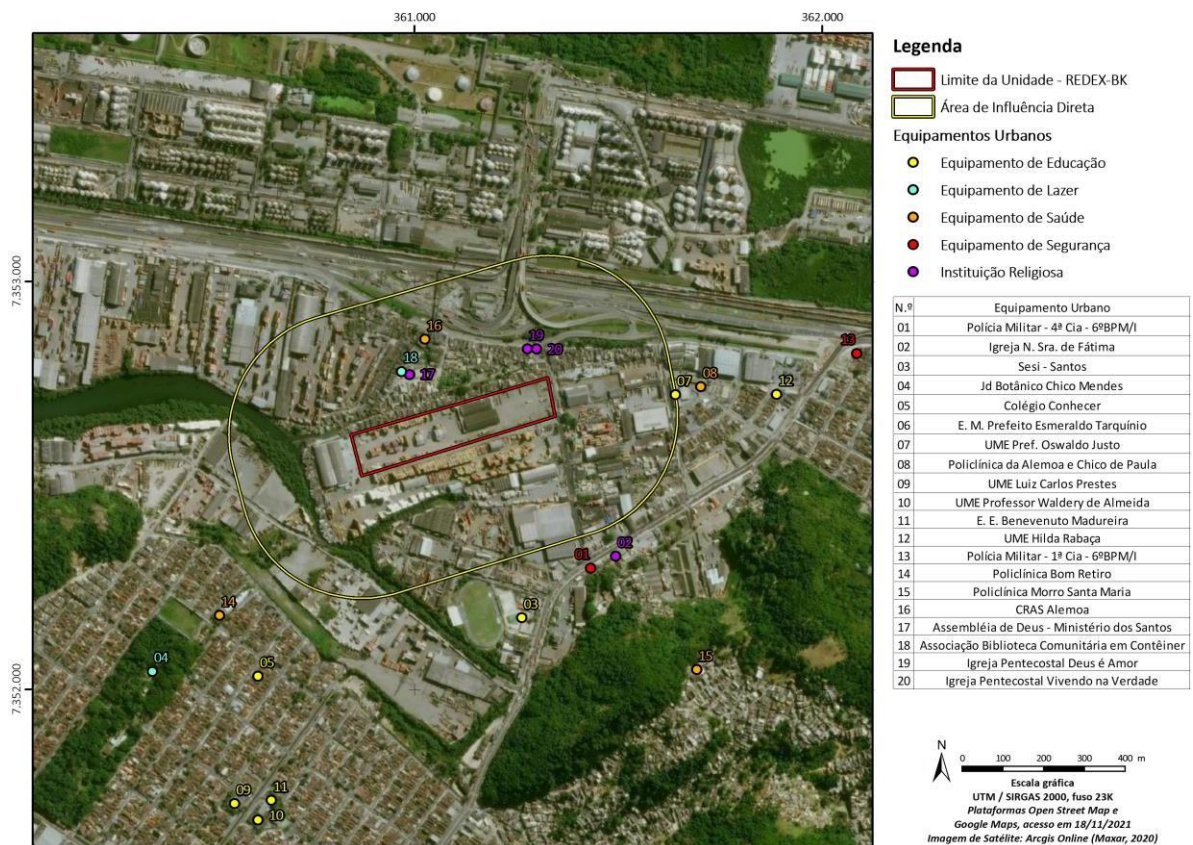 361.000
362.000
7.353.000
7.352.000
16
18
17
19
20
07
08
12
13
01
02
03
14
04
05
15
09
11
10
Legenda
Limite da Unidade - REDEX-BK
Área de Influência Direta
Equipamentos Urbanos
Equipamento de Educação
Equipamento de Lazer
Equipamento de Saúde
Equipamento de Segurança
Instituição Religiosa
N.º Equipamento Urbano
01 Polícia Militar - 4ª Cia - 6ºBPM/I
02 Igreja N. Sra. de Fátima
03 Sesi - Santos
04 Jd Botânico Chico Mendes
05 Colégio Conhecer
06 E. M. Prefeito Esmeraldo Tarquínio
07 UME Pref. Oswaldo Justo
08 Policlínica da Alemoa e Chico de Paula
09 UME Luiz Carlos Prestes
10 UME Professor Waldery de Almeida
11 E. E. Benevenuto Madureira
12 UME Hilda Rabaça
13 Polícia Militar - 1ª Cia - 6ºBPM/I
14 Policlínica Bom Retiro
15 Policlínica Morro Santa Maria
16 CRAS Alemoa
17 Assembléia de Deus - Ministério dos Santos
18 Associação Biblioteca Comunitária em Contêiner
19 Igreja Pentecostal Deus é Amor
20 Igreja Pentecostal Vivendo na Verdade
N
0 100 200 300 400 m
Escala gráfica
UTM / SIRGAS 2000, fuso 23K
Plataformas Open Street Map e
Google Maps, acesso em 18/11/2021
Imagem de Satélite: Arcgis Online (Maxar, 2020)